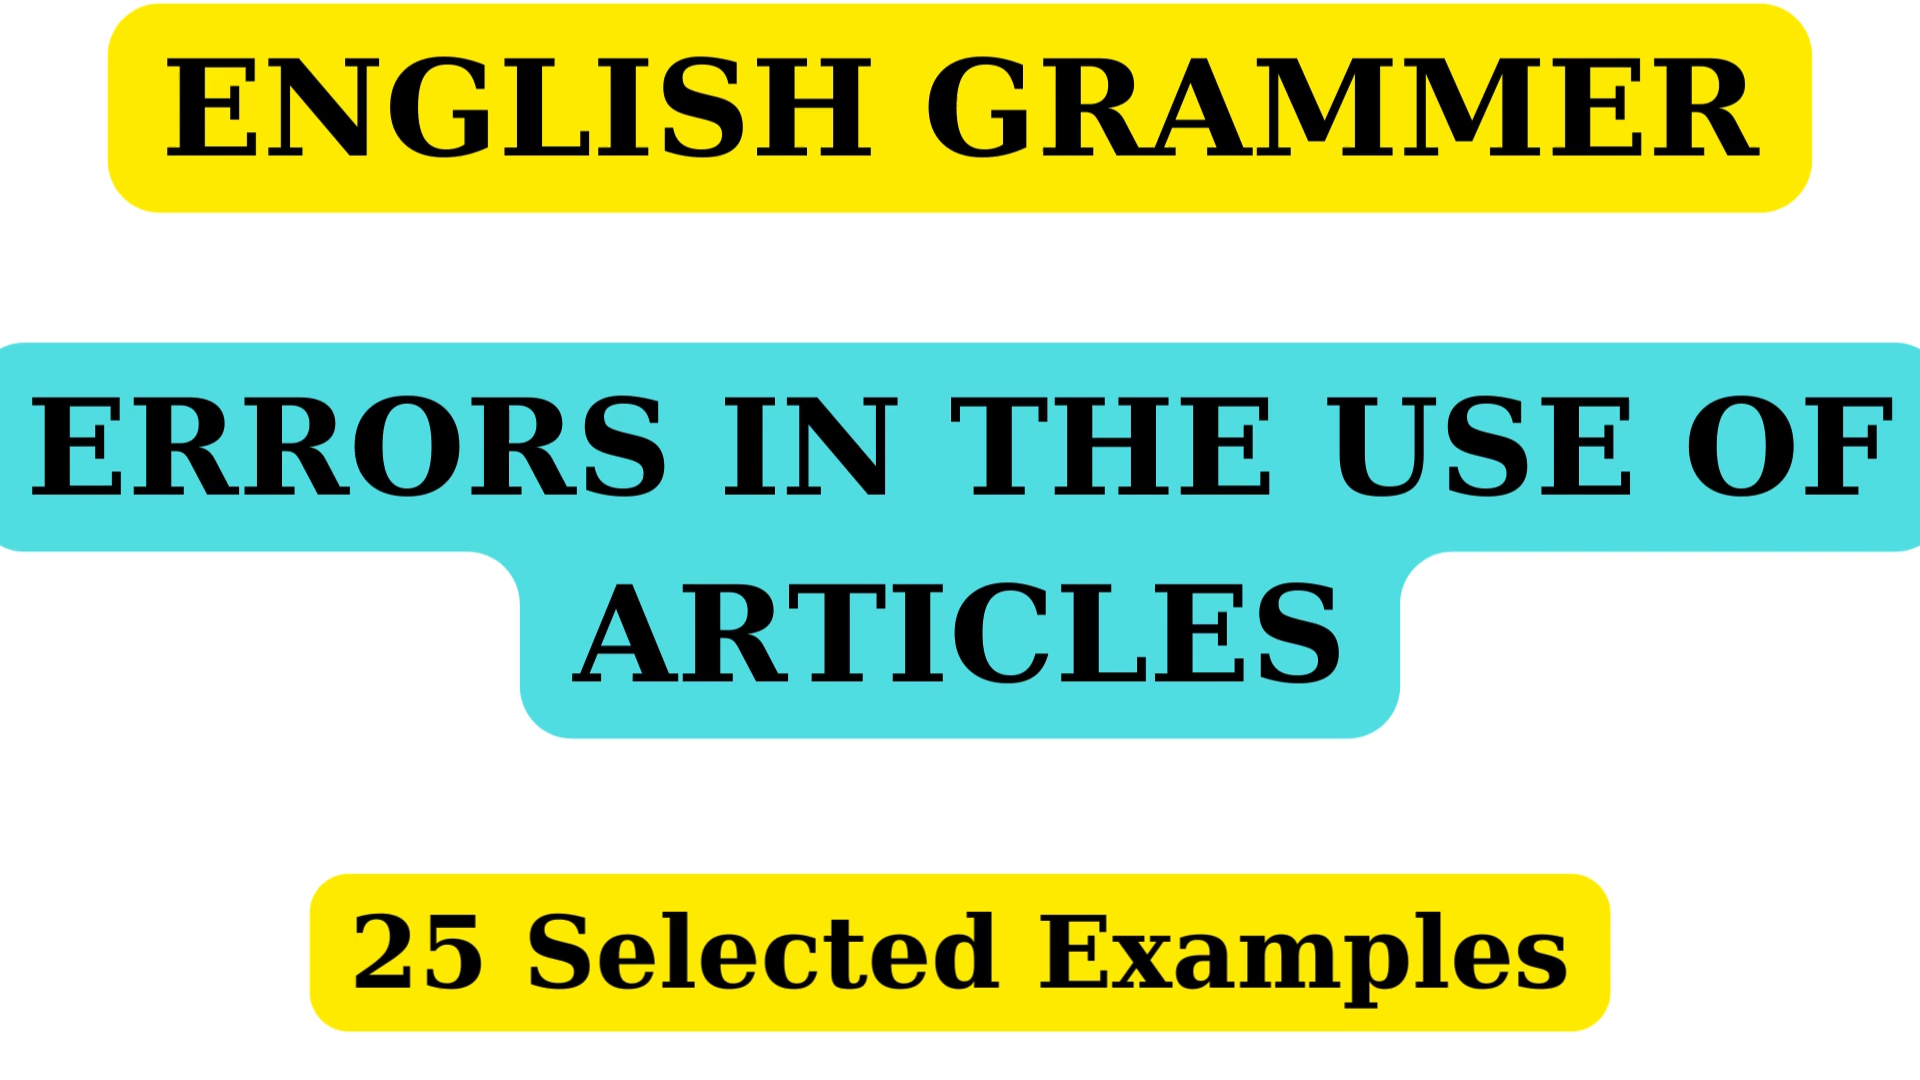 ENGLISH GRAMMER
ERRORS IN THE USE OF
ARTICLES
25 Selected Examples